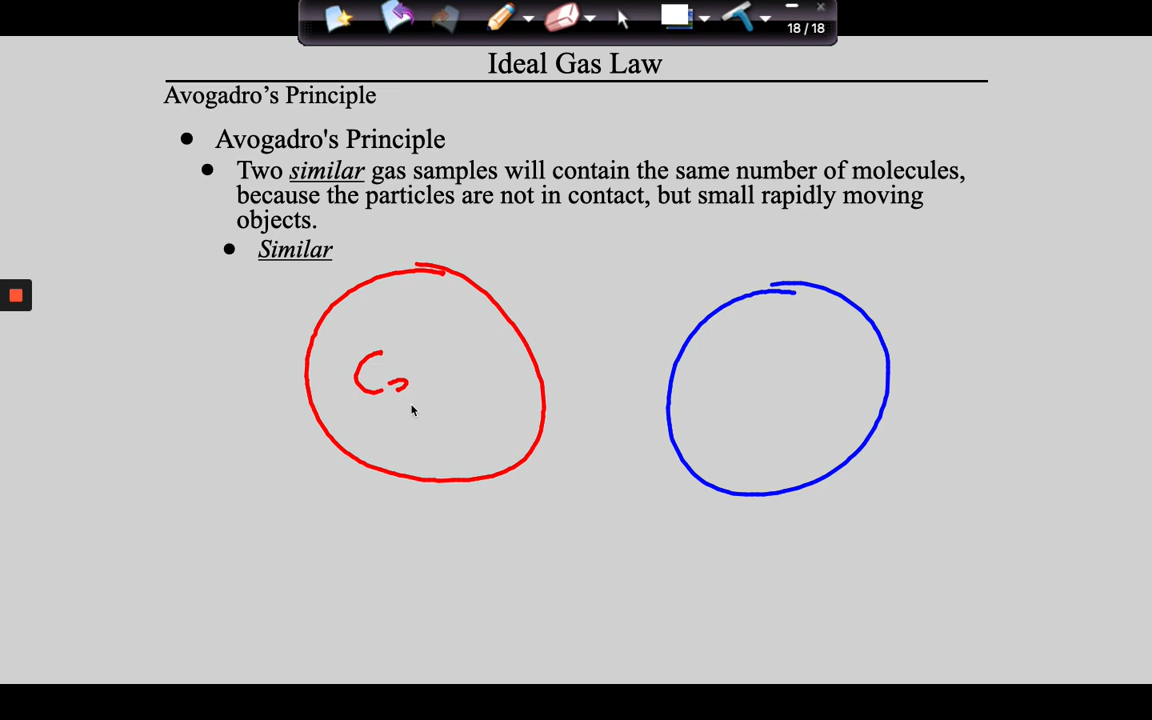 18 / 18
Ideal Gas Law
Avogadro’s Principle
● Avogadro's Principle
● Two similar gas samples will contain the same number of molecules,
because the particles are not in contact, but small rapidly moving
objects.
● Similar